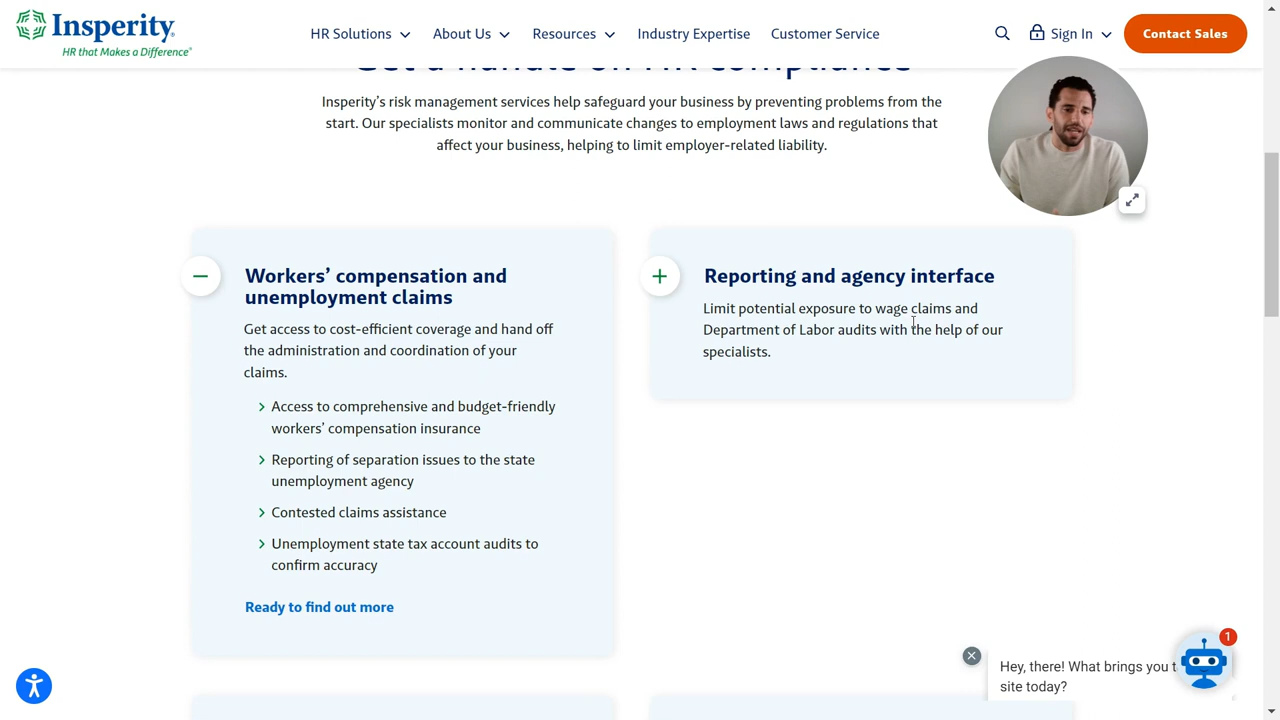 Insperity
HR that Makes a Difference®
HR Solutions
About Us
Resources
Industry Expertise
Customer Service
Sign In
Contact Sales
Get a handle on HR compliance
Insperity’s risk management services help safeguard your business by preventing problems from the
start. Our specialists monitor and communicate changes to employment laws and regulations that
affect your business, helping to limit employer-related liability.
Workers’ compensation and
unemployment claims
Get access to cost-efficient coverage and hand off
the administration and coordination of your
claims.
Access to comprehensive and budget-friendly
workers’ compensation insurance
Reporting of separation issues to the state
unemployment agency
Contested claims assistance
Unemployment state tax account audits to
confirm accuracy
Ready to find out more
Reporting and agency interface
Limit potential exposure to wage claims and
Department of Labor audits with the help of our
specialists.
1
Hey, there! What brings you t
site today?